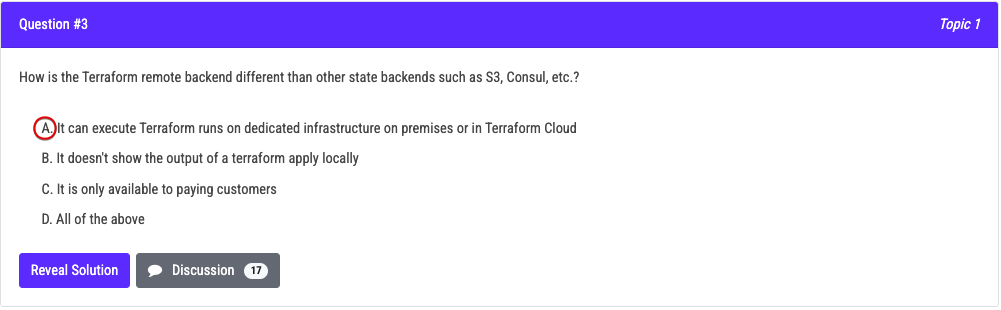 Question #3
Topic 1
How is the Terraform remote backend different than other state backends such as S3, Consul, etc.?
A. It can execute Terraform runs on dedicated infrastructure on premises or in Terraform Cloud
B. It doesn't show the output of a terraform apply locally
C. It is only available to paying customers
D. All of the above
Reveal Solution
Discussion 17